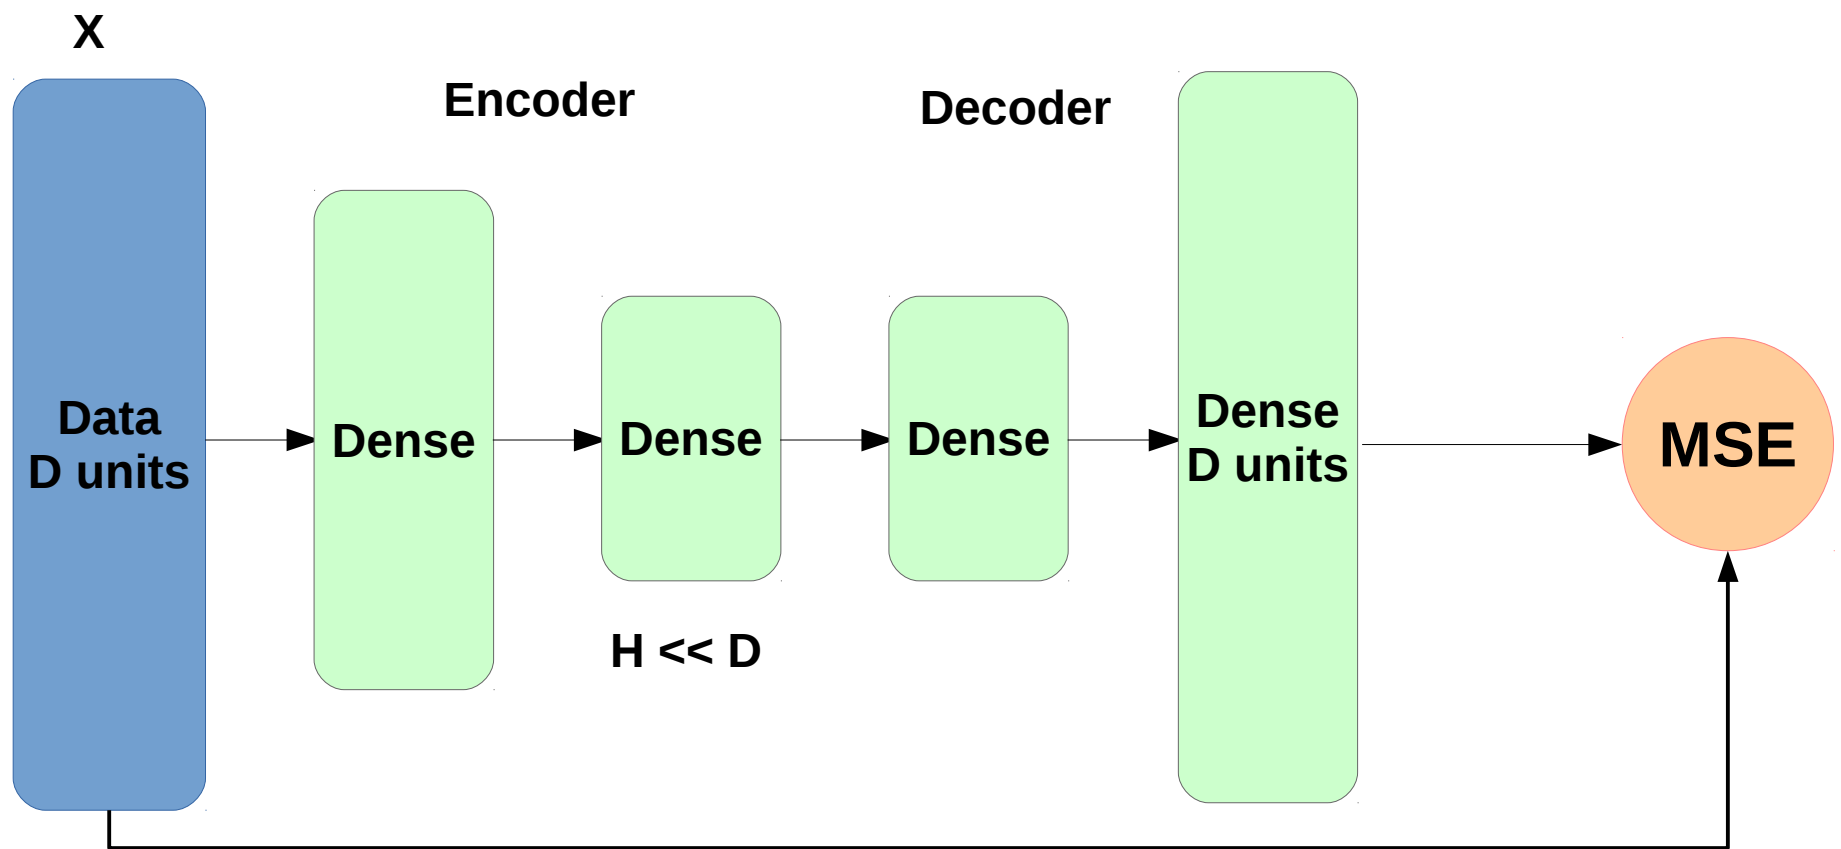 X
Encoder
Decoder
Data
D units
Dense
Dense
Dense
Dense
D units
MSE
H << D